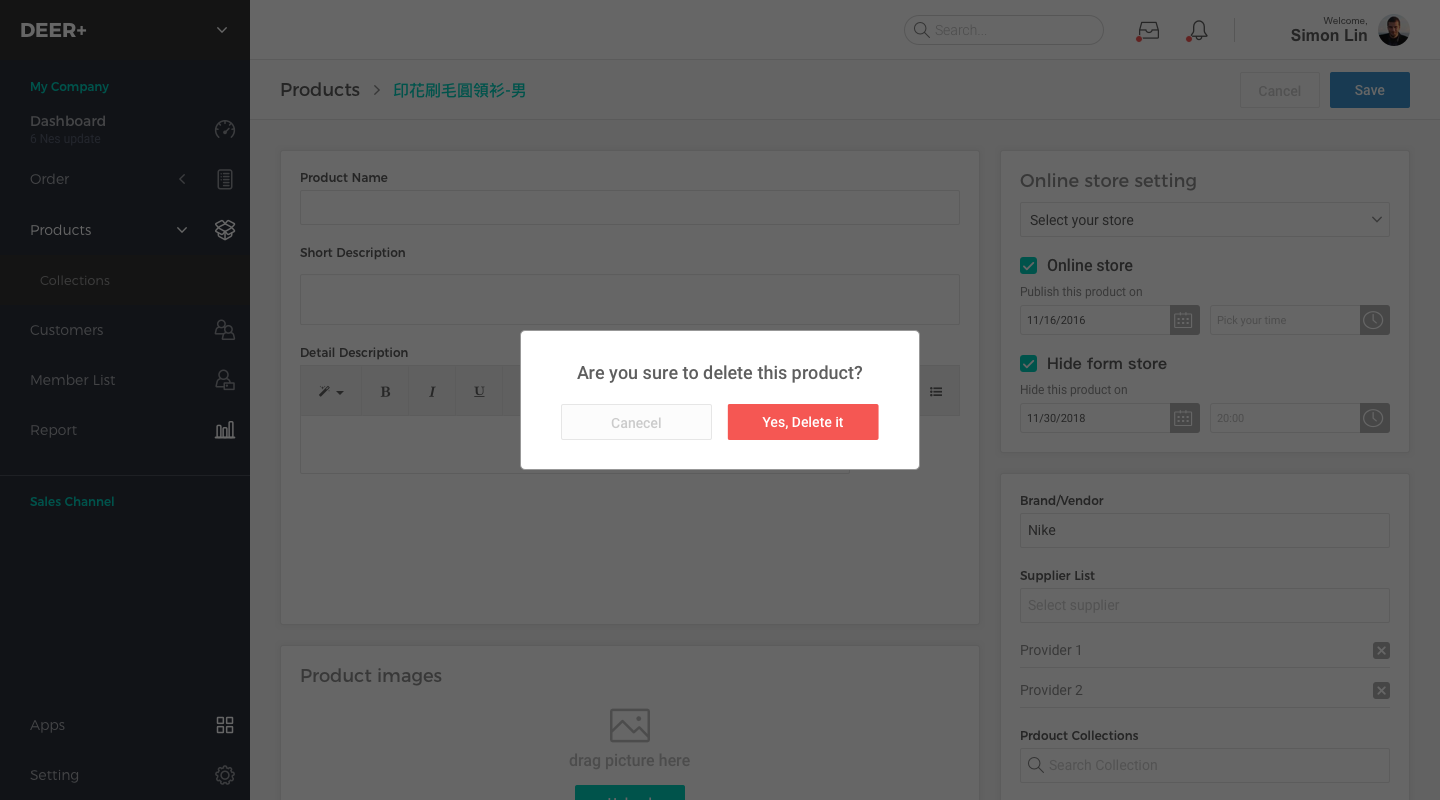 DEER+
Search...
Welcome,
Simon Lin
My Company
Dashboard
6 Nes update
Order
Products
Collections
Customers
Member List
Report
Sales Channel
Apps
Setting
Products > 印花刷毛圓領衫-男
Cancel
Save
Product Name
Short Description
Detail Description
B I U
Are you sure to delete this product?
Canecel
Yes, Delete it
Product images
drag picture here
Online store setting
Select your store
Online store
Publish this product on
11/16/2016
Pick your time
Hide form store
Hide this product on
11/30/2018
20:00
Brand/Vendor
Nike
Supplier List
Select supplier
Provider 1
Provider 2
Prdouct Collections
Search Collection